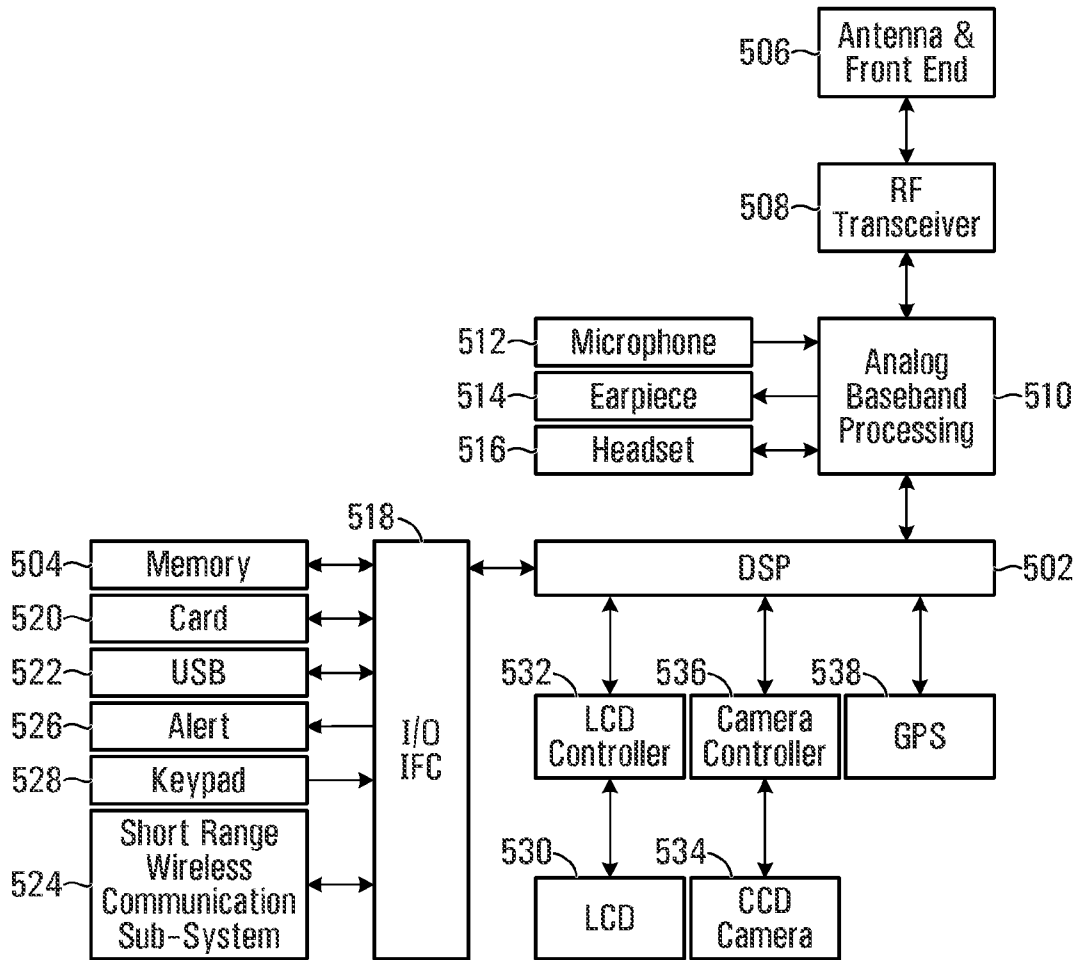 506
Antenna &
Front End
508
RF
Transceiver
512
Microphone
514
Earpiece
516
Headset
Analog
Baseband
Processing
510
518
504
Memory
520
Card
522
USB
526
Alert
528
Keypad
524
Short Range
Wireless
Communication
Sub-System
I/O
IFC
DSP
502
532
LCD
Controller
536
Camera
Controller
538
GPS
530
LCD
534
CCD
Camera